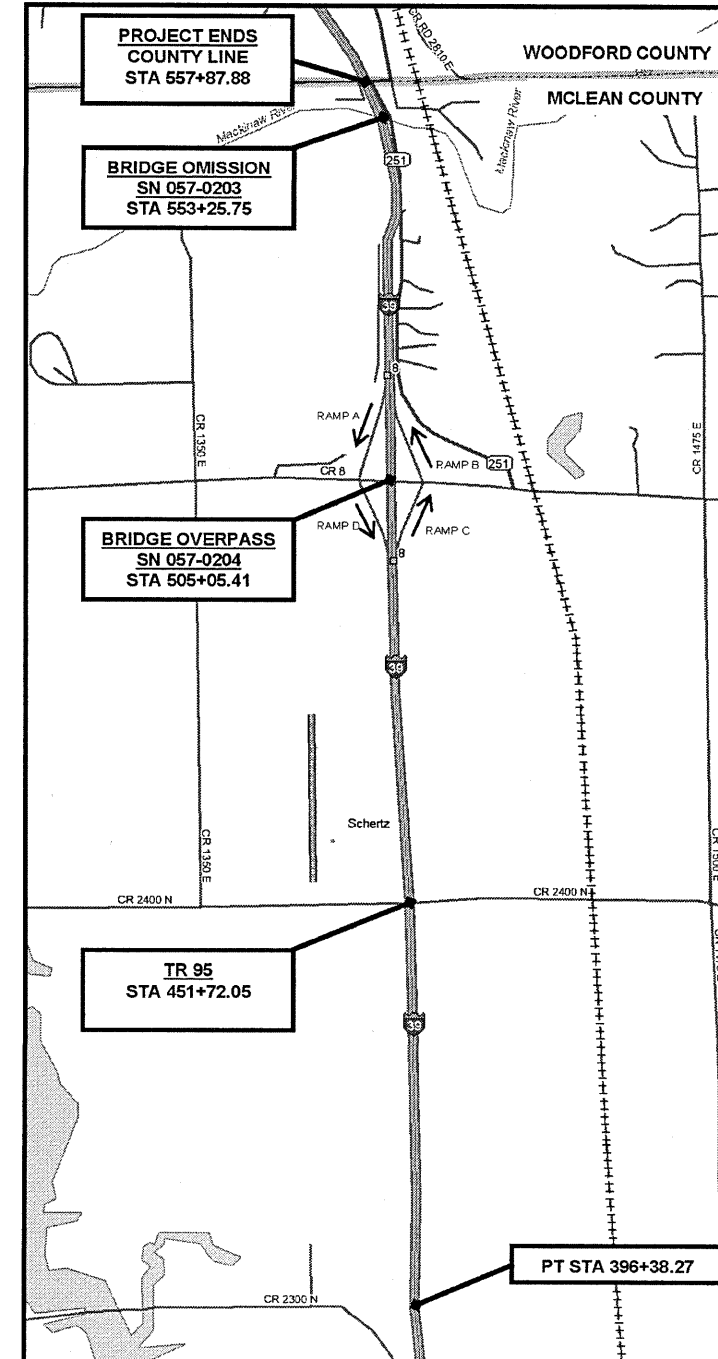 PROJECT ENDS
COUNTY LINE
STA 557+87.88
CR RD 2810 E
WOODFORD COUNTY
MCLEAN COUNTY
Mackinaw River
Mackinaw River
BRIDGE OMISSION
SN 057-0203
STA 553+25.75
251
39
8
RAMP A
CR 1350 E
CR 1475 E
RAMP B
251
CR 8
RAMP D
RAMP C
BRIDGE OVERPASS
SN 057-0204
STA 505+05.41
8
39
Schertz
CR 1350 E
CR 2400 N
CR 2400 N
TR 95
STA 451+72.05
39
PT STA 396+38.27
CR 2300 N